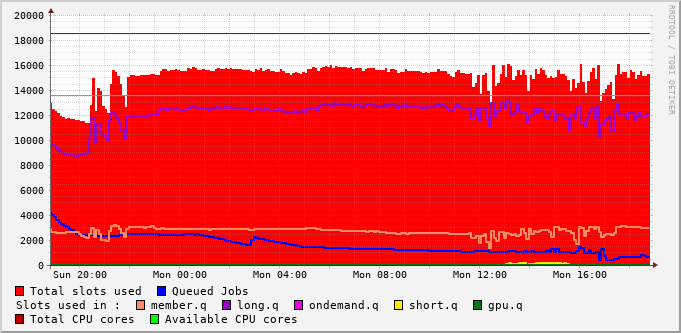 20000
18000
16000
14000
12000
10000
8000
6000
4000
2000
0
Sun 20:00 Mon 00:00 Mon 04:00 Mon 08:00 Mon 12:00 Mon 16:00
RRDTOOL / TOBI OETIKER
Total slots used Queued Jobs
Slots used in : member.q long.q ondemand.q short.q gpu.q
Total CPU cores Available CPU cores